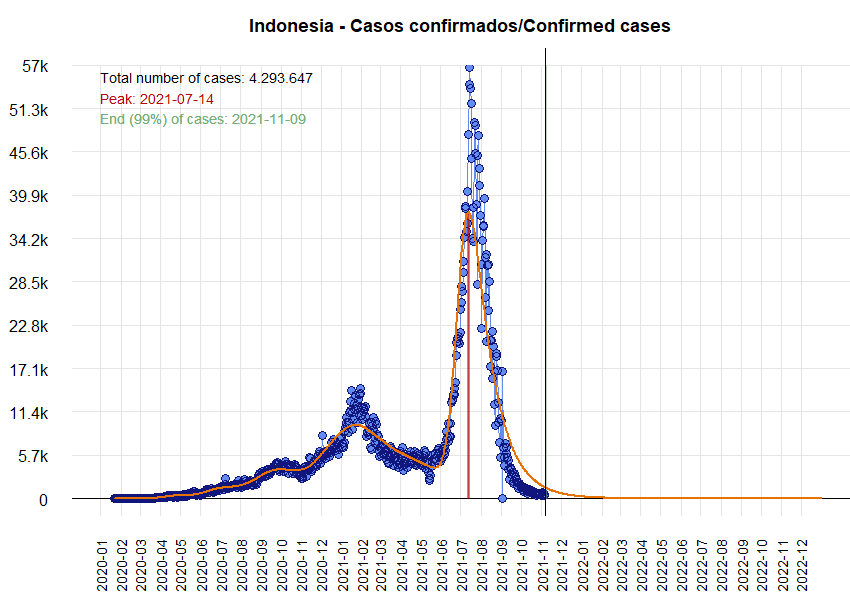 Indonesia - Casos confirmados/Confirmed cases
Total number of cases: 4.293.647
Peak: 2021-07-14
End (99%) of cases: 2021-11-09
57k
51.3k
45.6k
39.9k
34.2k
28.5k
22.8k
17.1k
11.4k
5.7k
0
2020-01
2020-02
2020-03
2020-04
2020-05
2020-06
2020-07
2020-08
2020-09
2020-10
2020-11
2020-12
2021-01
2021-02
2021-03
2021-04
2021-05
2021-06
2021-07
2021-08
2021-09
2021-10
2021-11
2021-12
2022-01
2022-02
2022-03
2022-04
2022-05
2022-06
2022-07
2022-08
2022-09
2022-10
2022-11
2022-12